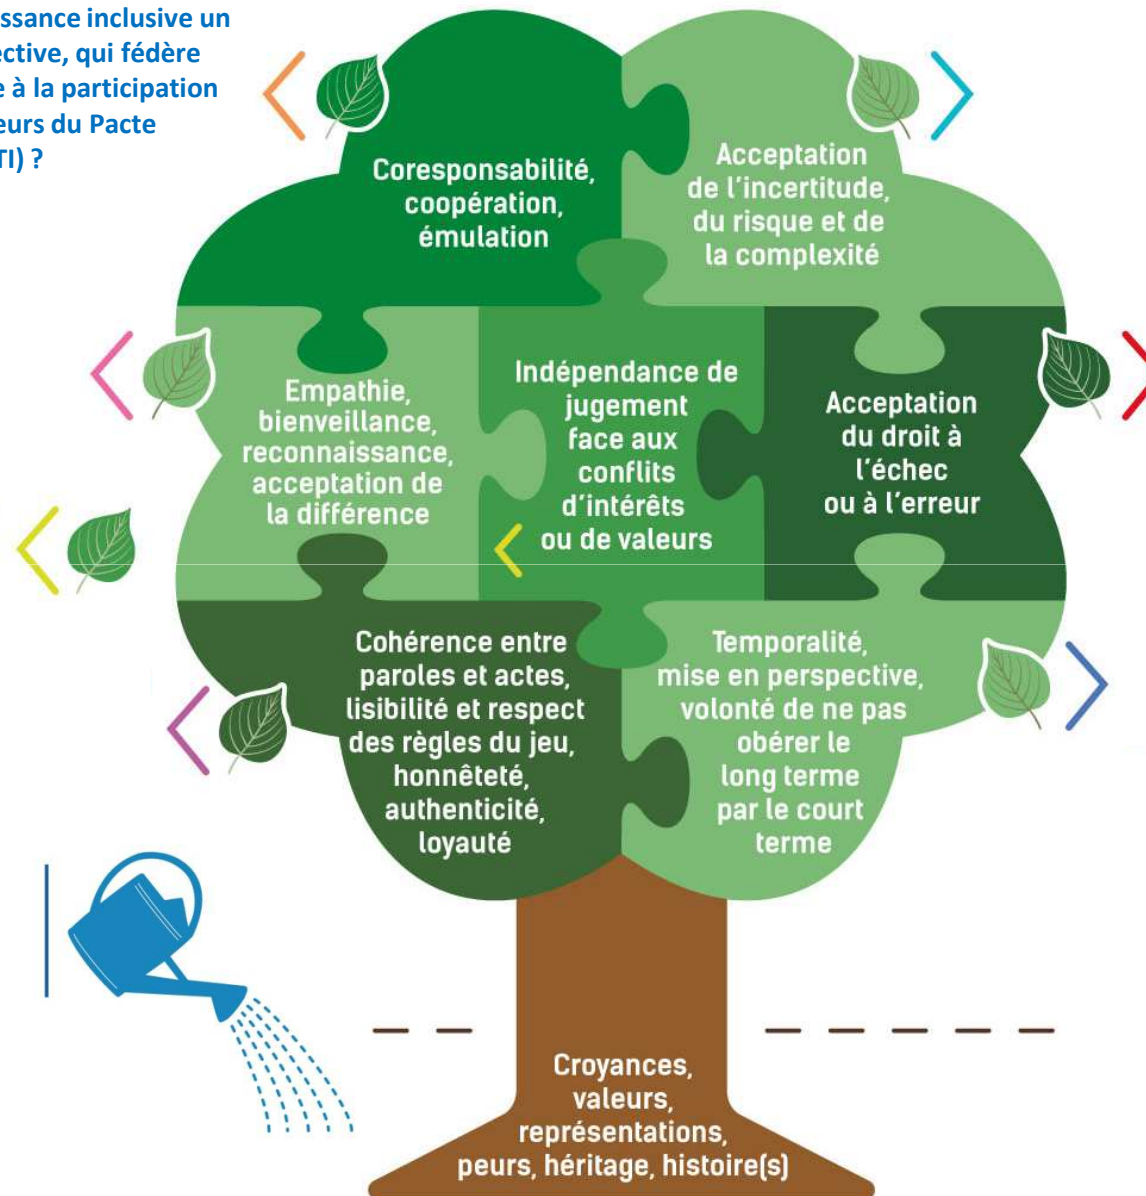 ssance inclusive un
ective, qui fédère
e à la participation
eurs du Pacte
TI) ?
Coresponsabilité,
coopération,
émulation
Acceptation
de l'incertitude,
du risque et de
la complexité
Empathie,
bienveillance,
reconnaissance,
acceptation de
la différence
Indépendance de
jugement
face aux
conflits
d'intérêts
ou de valeurs
Acceptation
du droit à
l'échec
ou à l'erreur
Cohérence entre
paroles et actes,
lisibilité et respect
des règles du jeu,
honnêteté,
authenticité,
loyauté
Temporalité,
mise en perspective,
volonté de ne pas
obérer le
long terme
par le court
terme
Croyances,
valeurs,
représentations,
peurs, héritage, histoire(s)